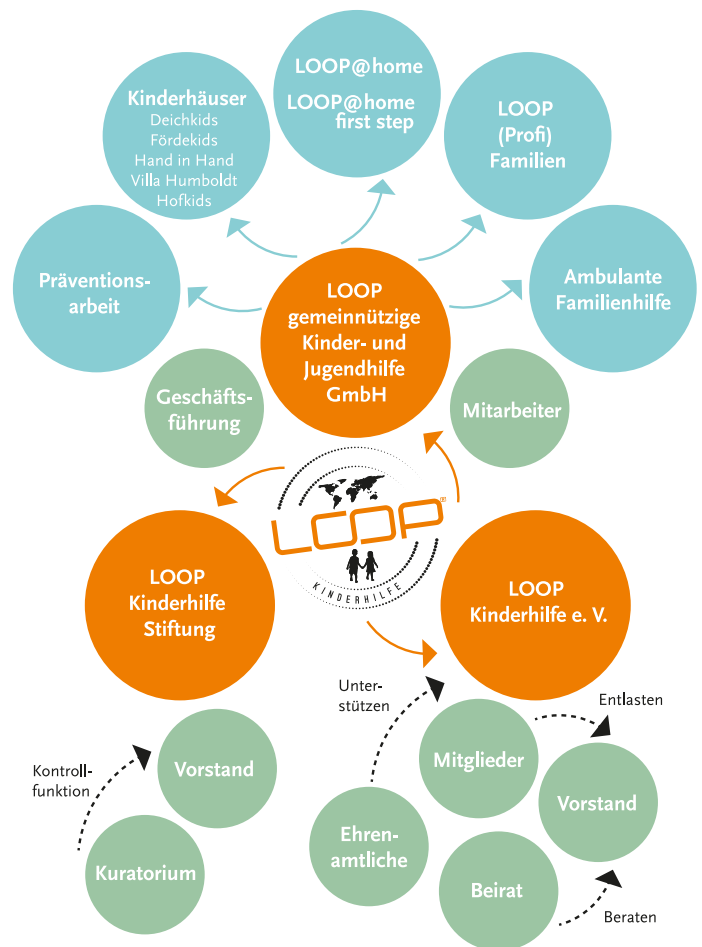 LOOP@home
LOOP@home
first step
Kinderhäuser
Deichkids
Fördekids
Hand in Hand
Villa Humboldt
Hofkids
LOOP
(Profi)
Familien
Präventions-
arbeit
LOOP
gemeinnützige
Kinder- und
Jugendhilfe
GmbH
Ambulante
Familienhilfe
Geschäfts-
führung
Mitarbeiter
LOOP®
KINDERHILFE
LOOP
Kinderhilfe
Stiftung
LOOP
Kinderhilfe e. V.
Unter-
stützen
Entlasten
Kontroll-
funktion
Vorstand
Mitglieder
Vorstand
Ehren-
amtliche
Kuratorium
Beirat
Beraten